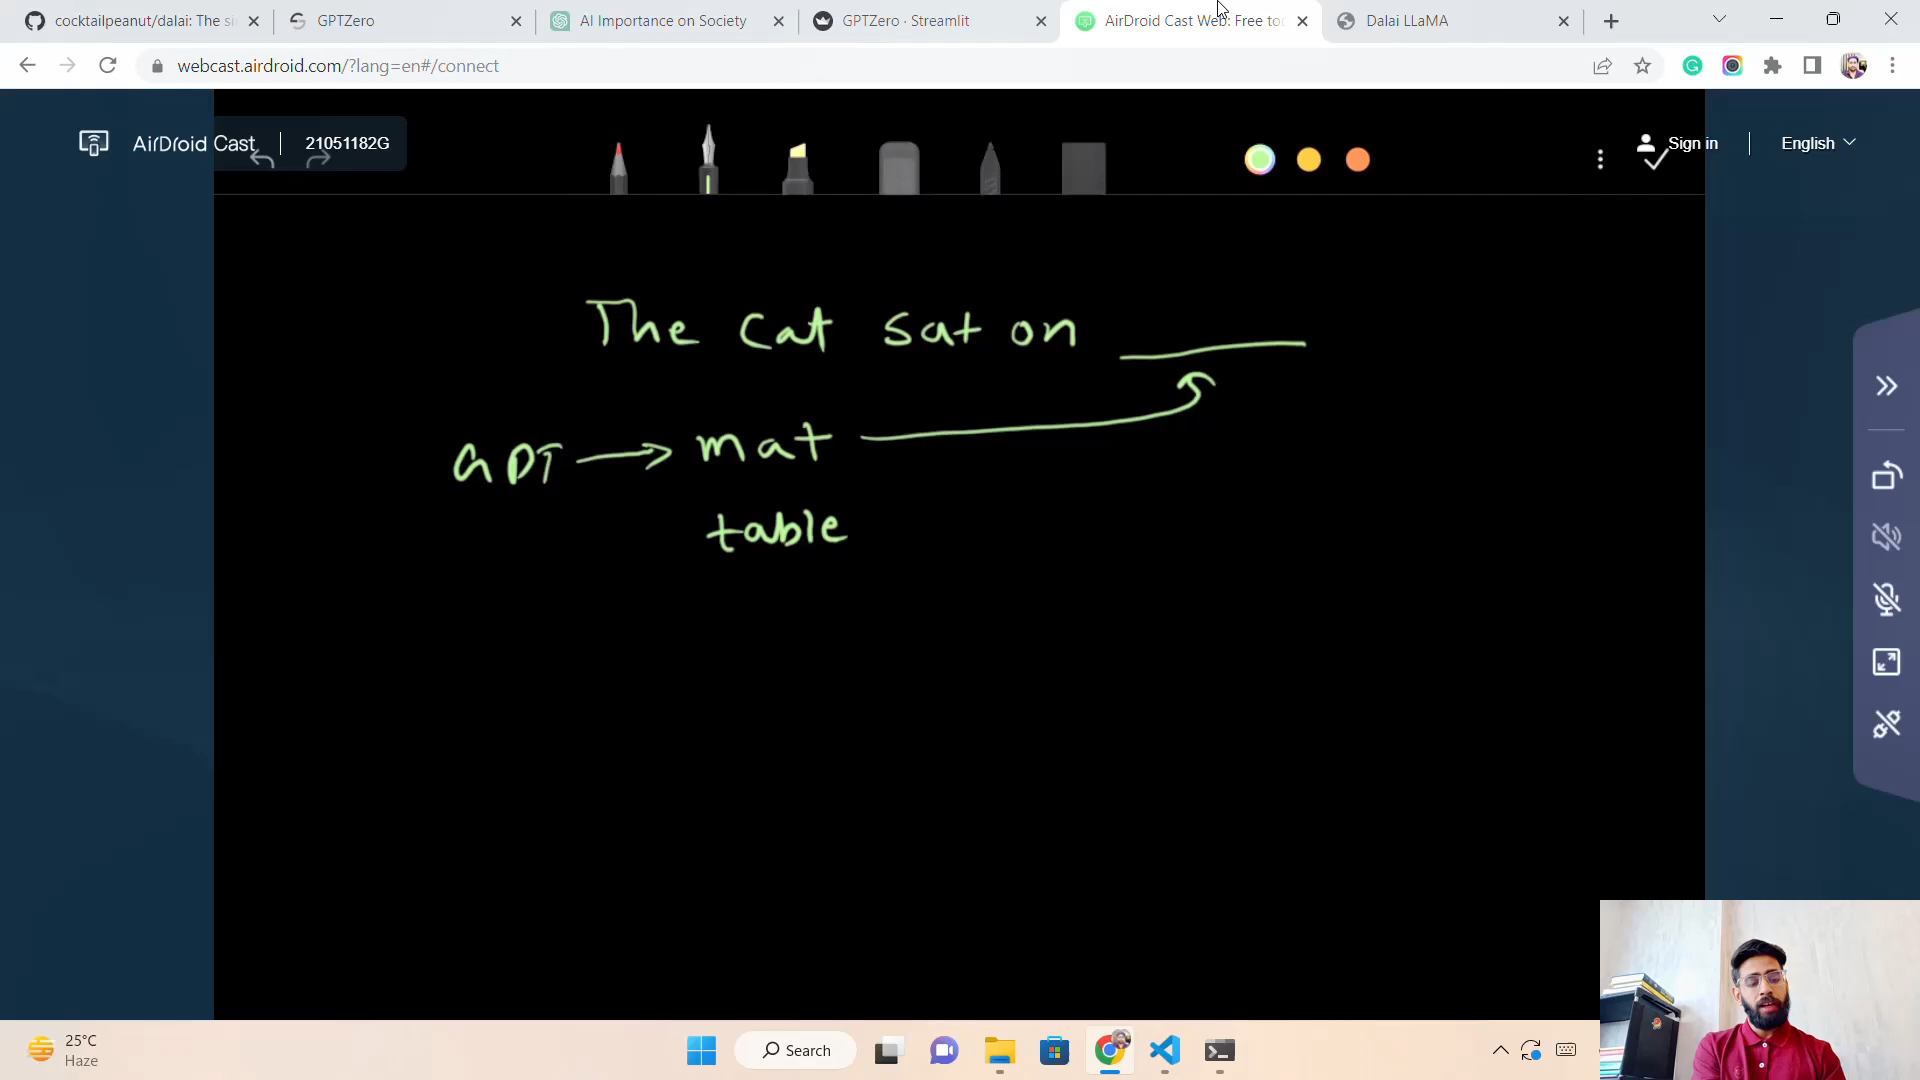 cocktailpeanut/dalai: The si
GPTZero
AI Importance on Society
GPTZero · Streamlit
AirDroid Cast Web: Free too
Dalai LLaMA
webcast.airdroid.com/?lang=en#/connect
AirDroid Cast
21051182G
Sign in
English
The cat sat on
GPT → mat
table
25°C
Haze
Search